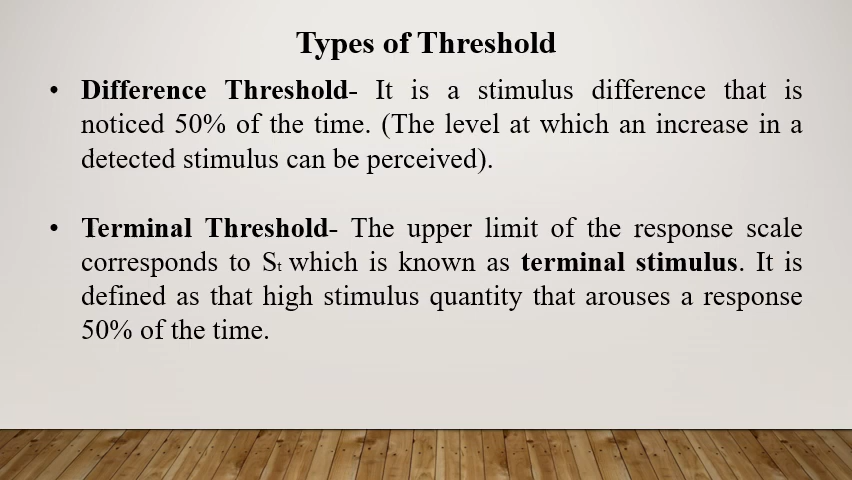 Types of Threshold
• Difference Threshold- It is a stimulus difference that is
noticed 50% of the time. (The level at which an increase in a
detected stimulus can be perceived).
• Terminal Threshold- The upper limit of the response scale
corresponds to St which is known as terminal stimulus. It is
defined as that high stimulus quantity that arouses a response
50% of the time.